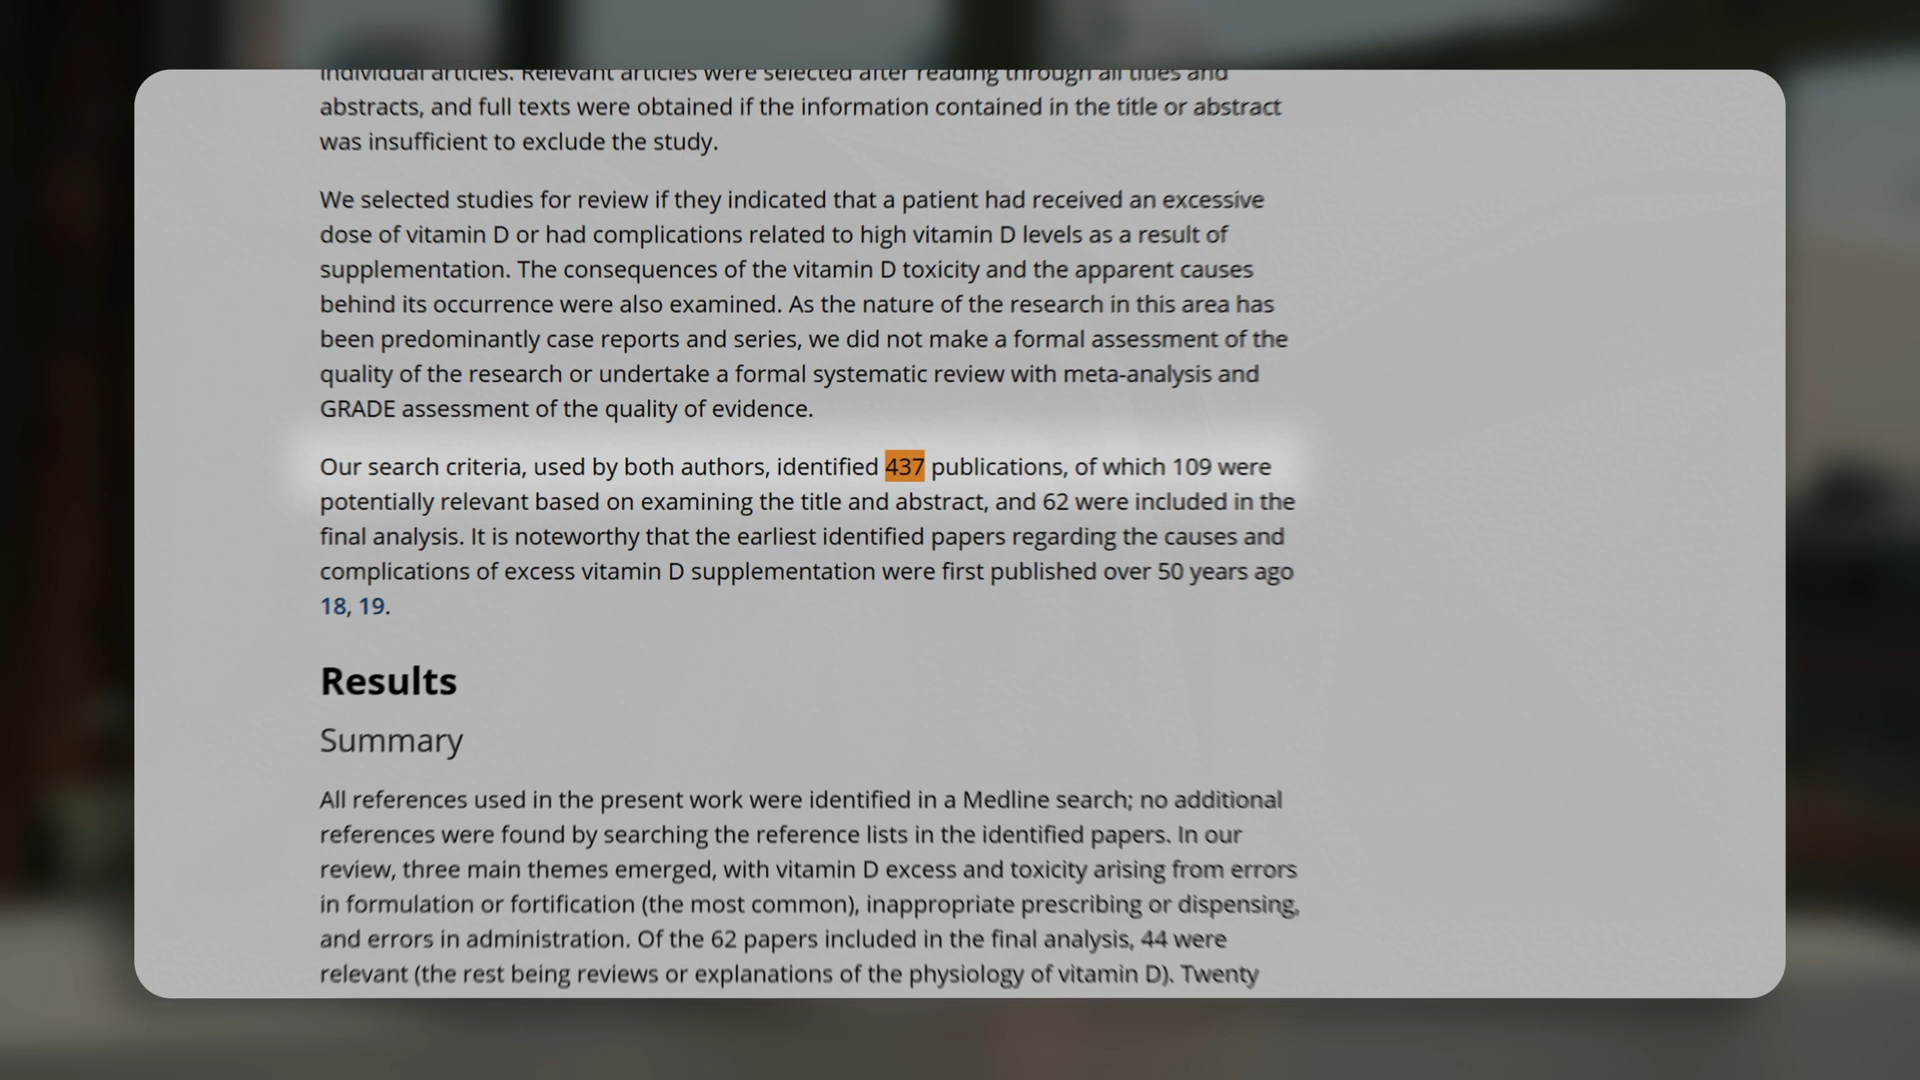 individual articles. Relevant articles were selected after reading through all titles and
abstracts, and full texts were obtained if the information contained in the title or abstract
was insufficient to exclude the study.
We selected studies for review if they indicated that a patient had received an excessive
dose of vitamin D or had complications related to high vitamin D levels as a result of
supplementation. The consequences of the vitamin D toxicity and the apparent causes
behind its occurrence were also examined. As the nature of the research in this area has
been predominantly case reports and series, we did not make a formal assessment of the
quality of the research or undertake a formal systematic review with meta-analysis and
GRADE assessment of the quality of evidence.
Our search criteria, used by both authors, identified 437 publications, of which 109 were
potentially relevant based on examining the title and abstract, and 62 were included in the
final analysis. It is noteworthy that the earliest identified papers regarding the causes and
complications of excess vitamin D supplementation were first published over 50 years ago
18, 19.
Results
Summary
All references used in the present work were identified in a Medline search; no additional
references were found by searching the reference lists in the identified papers. In our
review, three main themes emerged, with vitamin D excess and toxicity arising from errors
in formulation or fortification (the most common), inappropriate prescribing or dispensing,
and errors in administration. Of the 62 papers included in the final analysis, 44 were
relevant (the rest being reviews or explanations of the physiology of vitamin D). Twenty